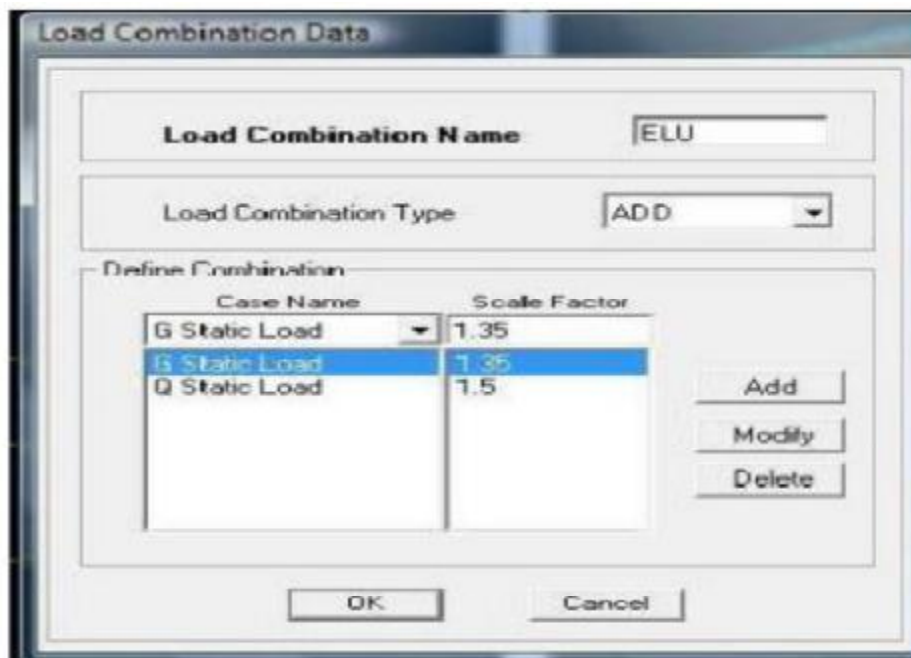 Load Combination Data
Load Combination Name ELU
Load Combination Type ADD
Define Combination
Case Name Scale Factor
G Static Load 1.35
G Static Load 1.35
Q Static Load 1.5
Add
Modify
Delete
OK Cancel